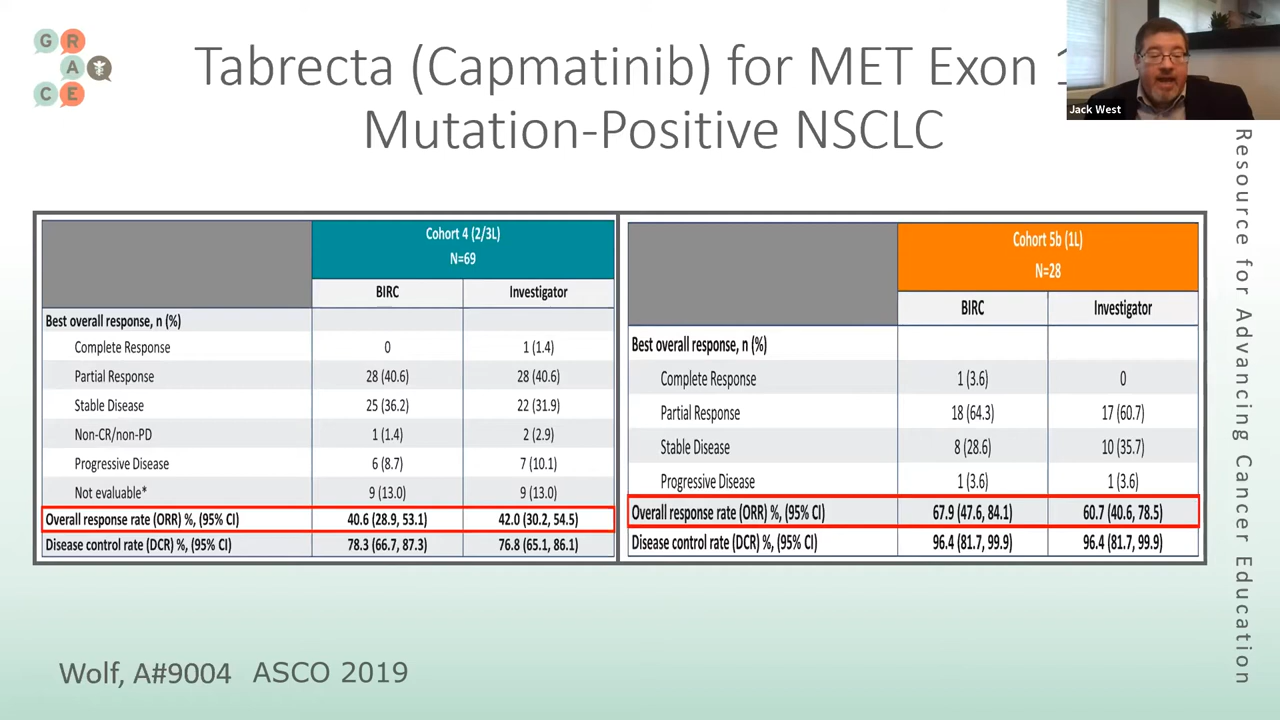 G R
A
C E
Tabrecta (Capmatinib) for MET Exon
Mutation-Positive NSCLC
Jack West
Resource for Advancing Cancer Education
Cohort 4 (2/3L)
N=69
BIRC Investigator
Best overall response, n (%)
Complete Response 0 1 (1.4)
Partial Response 28 (40.6) 28 (40.6)
Stable Disease 25 (36.2) 22 (31.9)
Non-CR/non-PD 1 (1.4) 2 (2.9)
Progressive Disease 6 (8.7) 7 (10.1)
Not evaluable* 9 (13.0) 9 (13.0)
Overall response rate (ORR) %, (95% CI) 40.6 (28.9, 53.1) 42.0 (30.2, 54.5)
Disease control rate (DCR) %, (95% CI) 78.3 (66.7, 87.3) 76.8 (65.1, 86.1)
Cohort 5b (1L)
N=28
BIRC Investigator
Best overall response, n (%)
Complete Response 1 (3.6) 0
Partial Response 18 (64.3) 17 (60.7)
Stable Disease 8 (28.6) 10 (35.7)
Progressive Disease 1 (3.6) 1 (3.6)
Overall response rate (ORR) %, (95% CI) 67.9 (47.6, 84.1) 60.7 (40.6, 78.5)
Disease control rate (DCR) %, (95% CI) 96.4 (81.7, 99.9) 96.4 (81.7, 99.9)
Wolf, A#9004 ASCO 2019